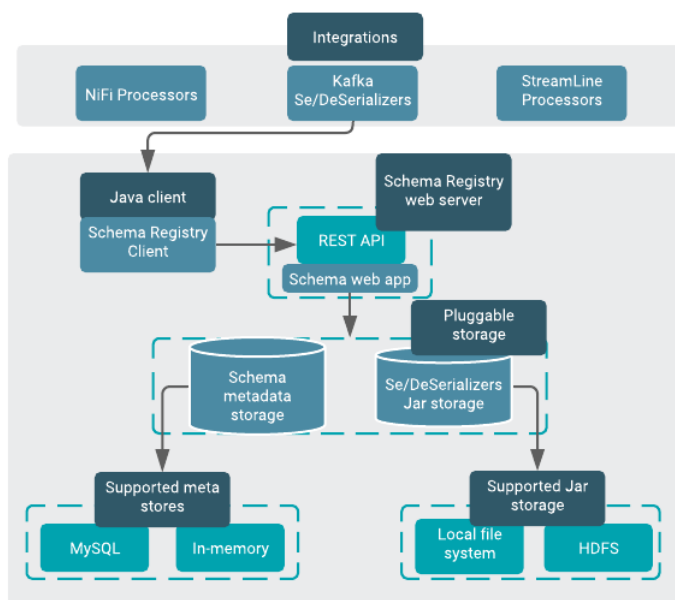 Integrations
NiFi Processors
Kafka
Se/DeSerializers
StreamLine
Processors
Java client
Schema Registry
Client
Schema Registry
web server
REST API
Schema web app
Pluggable
storage
Schema
metadata
storage
Se/DeSerializers
Jar storage
Supported meta
stores
MySQL
In-memory
Supported Jar
storage
Local file
system
HDFS